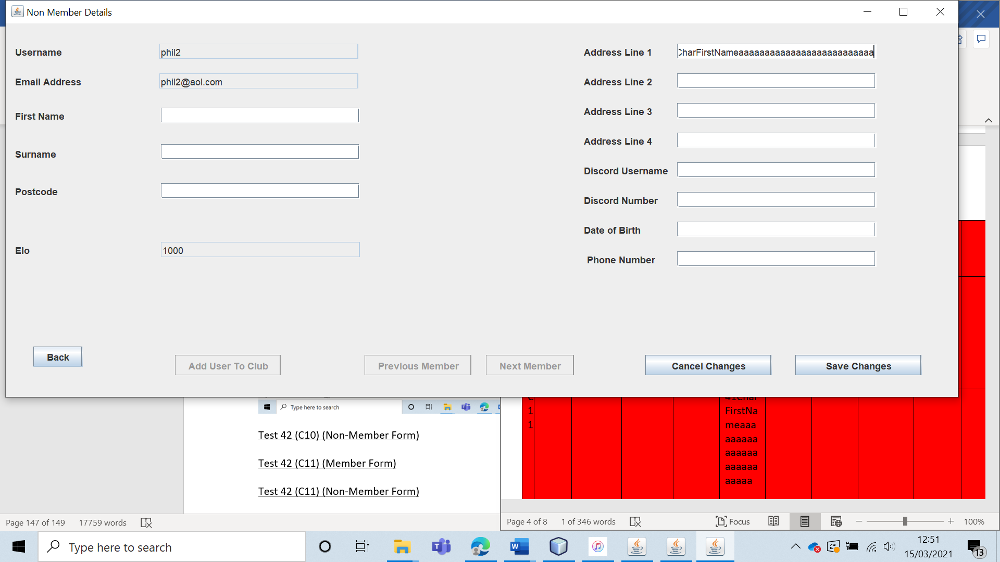 Non Member Details
Username
phil2
Address Line 1
CharFirstNameaaaaaaaaaaaaaaaaaaaaaaaaaa
Email Address
phil2@aol.com
Address Line 2
First Name
Address Line 3
Surname
Address Line 4
Discord Username
Postcode
Discord Number
Date of Birth
Elo
1000
Phone Number
Back
Add User To Club
Previous Member
Next Member
Cancel Changes
Save Changes
Type here to search
Test 42 (C10) (Non-Member Form)
Test 42 (C11) (Member Form)
Test 42 (C11) (Non-Member Form)
C
1
1
41Char
FirstNa
meaaa
aaaaaa
aaaaaa
aaaaaa
aaaaa
Page 147 of 149
17759 words
Page 4 of 8
1 of 346 words
Focus
100%
Type here to search
12:51
15/03/2021
13